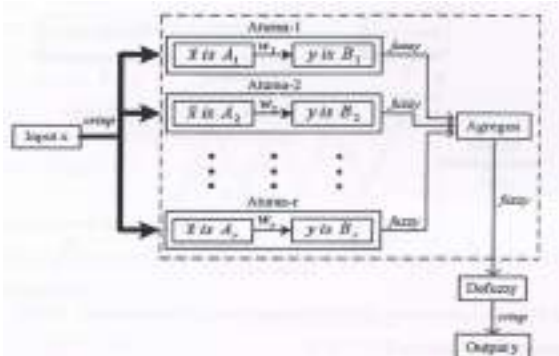 Aturan-1
x is A₁ w₁ y is B₁ fuzzy
Aturan-2
x is A₂ w₂ y is B₂ fuzzy
Input x crisp
Agregasi
Aturan-r
x is Aᵣ wᵣ y is Bᵣ fuzzy
fuzzy
Defuzzy
crisp
Output y